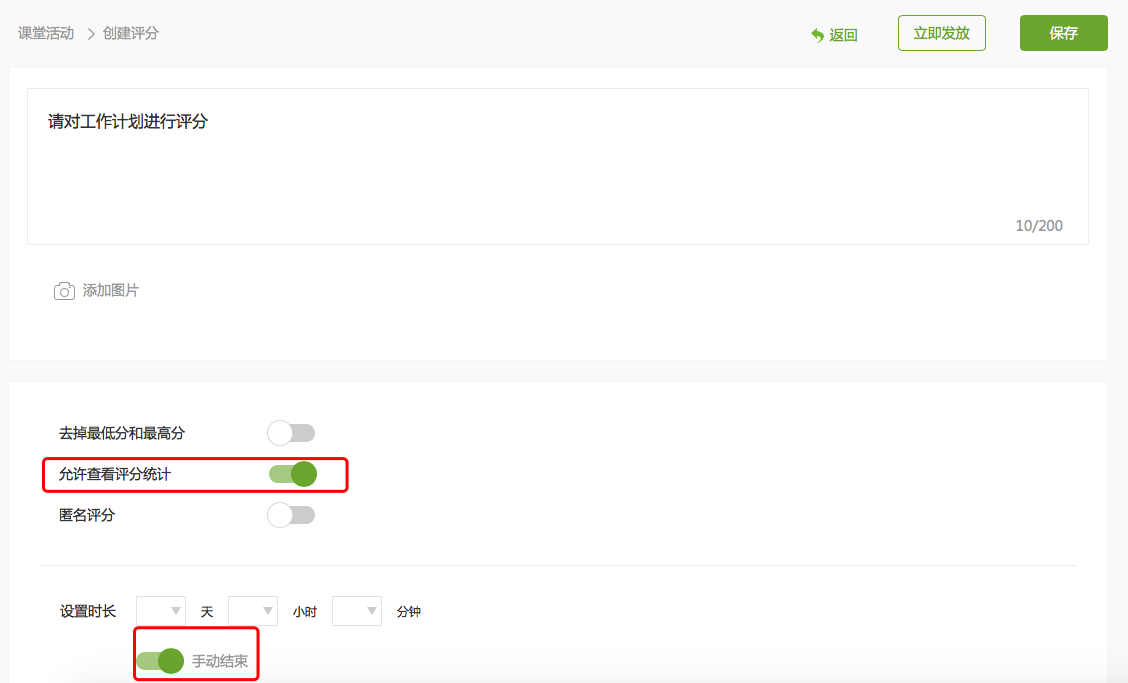 课堂活动 > 创建评分 返回 立即发放 保存
请对工作计划进行评分
10/200
添加图片
去掉最低分和最高分
允许查看评分统计
匿名评分
设置时长 天 小时 分钟
手动结束